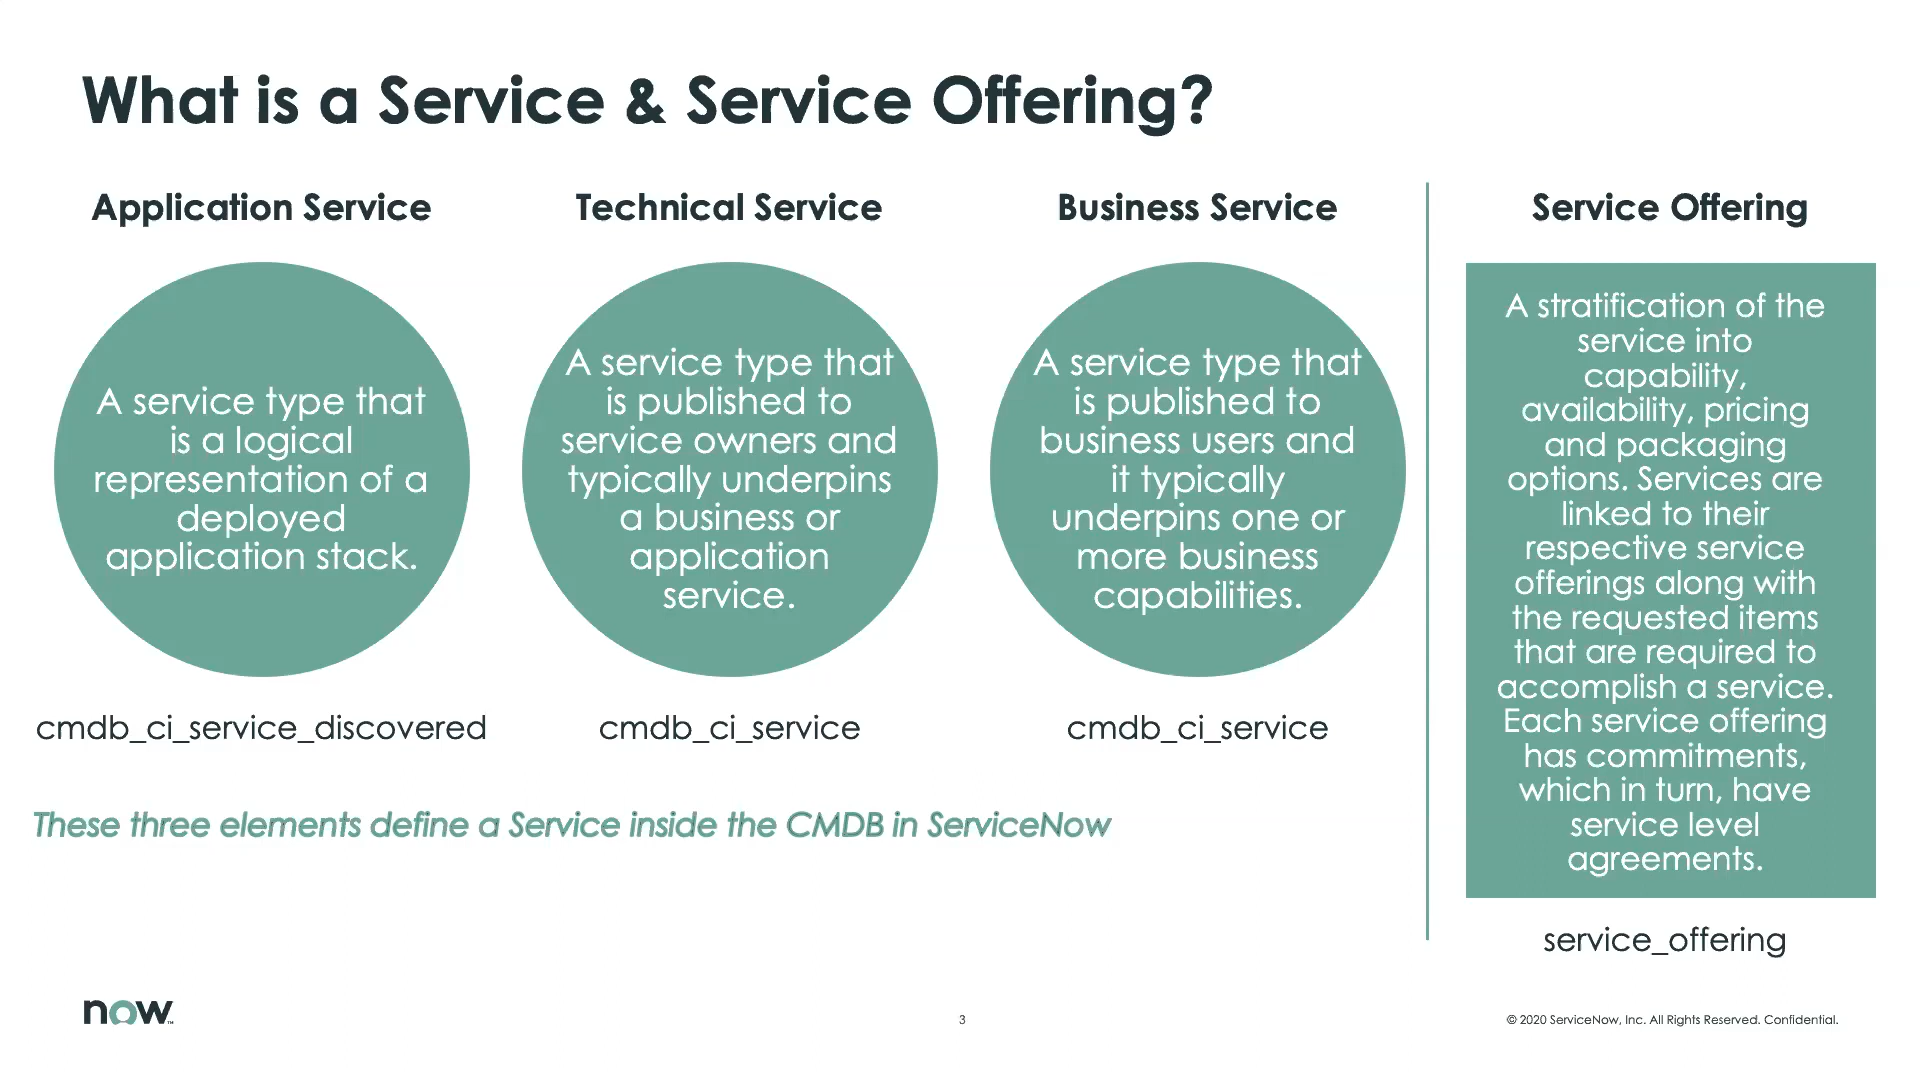 What is a Service & Service Offering?
Application Service
A service type that
is a logical
representation of a
deployed
application stack.
cmdb_ci_service_discovered
Technical Service
A service type that
is published to
service owners and
typically underpins
a business or
application
service.
cmdb_ci_service
Business Service
A service type that
is published to
business users and
it typically
underpins one or
more business
capabilities.
cmdb_ci_service
These three elements define a Service inside the CMDB in ServiceNow
Service Offering
A stratification of the
service into
capability,
availability, pricing
and packaging
options. Services are
linked to their
respective service
offerings along with
the requested items
that are required to
accomplish a service.
Each service offering
has commitments,
which in turn, have
service level
agreements.
service_offering
now™
3
© 2020 ServiceNow, Inc. All Rights Reserved. Confidential.